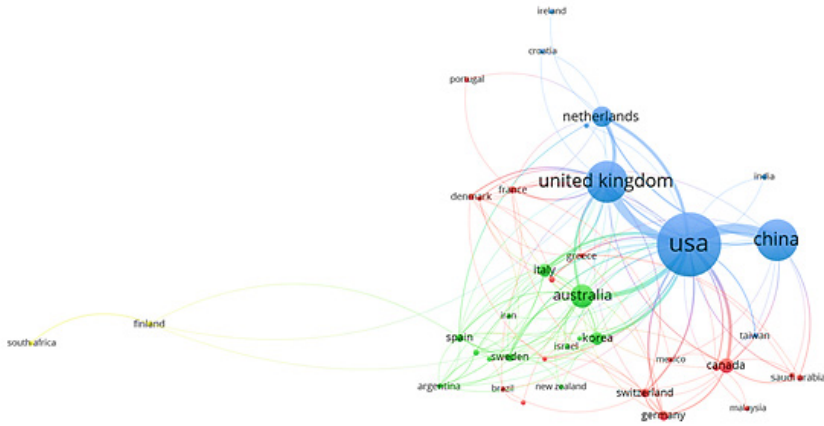 ireland
croatia
portugal
netherlands
united kingdom
india
denmark
france
usa
china
greece
italy
australia
iran
finland
south africa
spain
israel
korea
taiwan
sweden
mexico
canada
saudi arabia
argentina
brazil
new zealand
switzerland
malaysia
germany